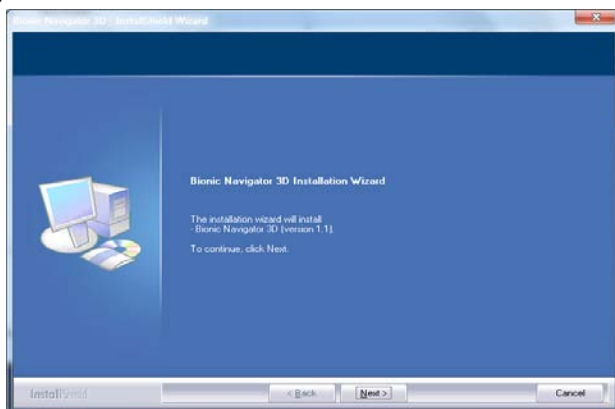 Bionic Navigator 3D - InstallShield Wizard
Bionic Navigator 3D Installation Wizard
The installation wizard will install
- Bionic Navigator 3D (version 1.1)
To continue, click Next.
InstallShield
< Back
Next >
Cancel